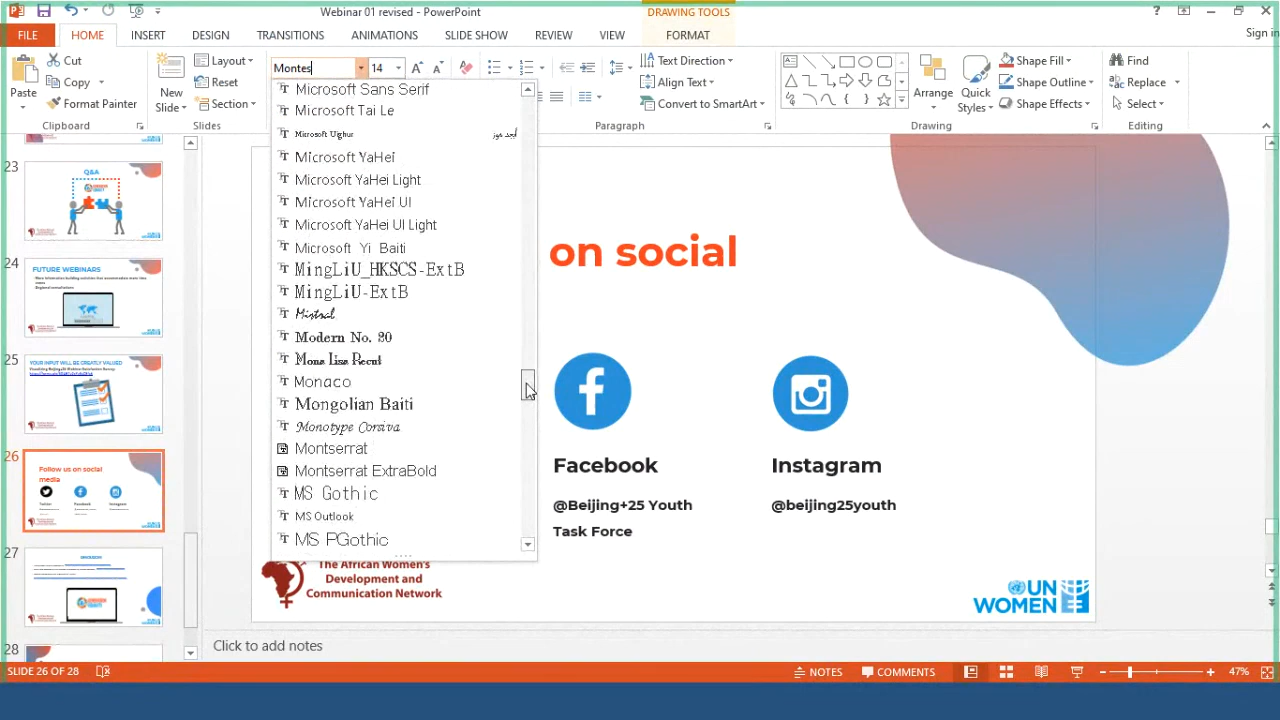 Webinar 01 revised - PowerPoint
DRAWING TOOLS
Sign in
FILE
HOME
INSERT
DESIGN
TRANSITIONS
ANIMATIONS
SLIDE SHOW
REVIEW
VIEW
FORMAT
Paste
Cut
Copy
Format Painter
Clipboard
New
Slide
Layout
Reset
Section
Slides
Montes
14
Text Direction
Align Text
Convert to SmartArt
Paragraph
Arrange
Quick
Styles
Shape Fill
Shape Outline
Shape Effects
Drawing
Find
Replace
Select
Editing
Microsoft Sans Serif
Microsoft Tai Le
Microsoft Uighur
Microsoft YaHei
Microsoft YaHei Light
Microsoft YaHei UI
Microsoft YaHei UI Light
Microsoft Yi Baiti
MingLiU_HKSCS-ExtB
MingLiU-ExtB
Mistral
Modern No. 20
Monaco
Mongolian Baiti
Monotype Corsiva
Montserrat
Montserrat ExtraBold
MS Gothic
MS Outlook
MS PGothic
23
Q&A
24
FUTURE WEBINARS
25
YOUR INPUT WILL BE GREATLY VALUED
26
Follow us on social
media
Twitter
Facebook
Instagram
27
28
on social
Facebook
@Beijing+25 Youth
Task Force
Instagram
@beijing25youth
The African Women's
Development and
Communication Network
UN
WOMEN
Click to add notes
SLIDE 26 OF 28
NOTES
COMMENTS
47%